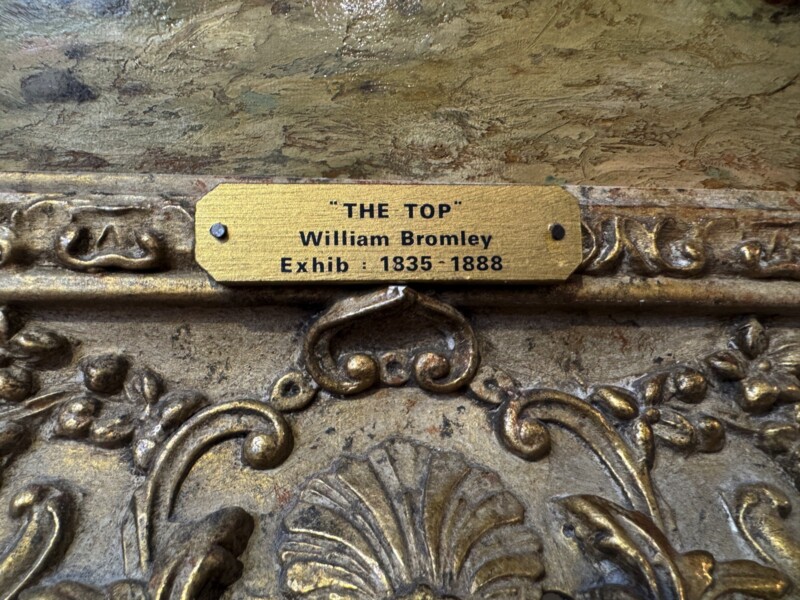 "THE TOP"
William Bromley
Exhib : 1835-1888